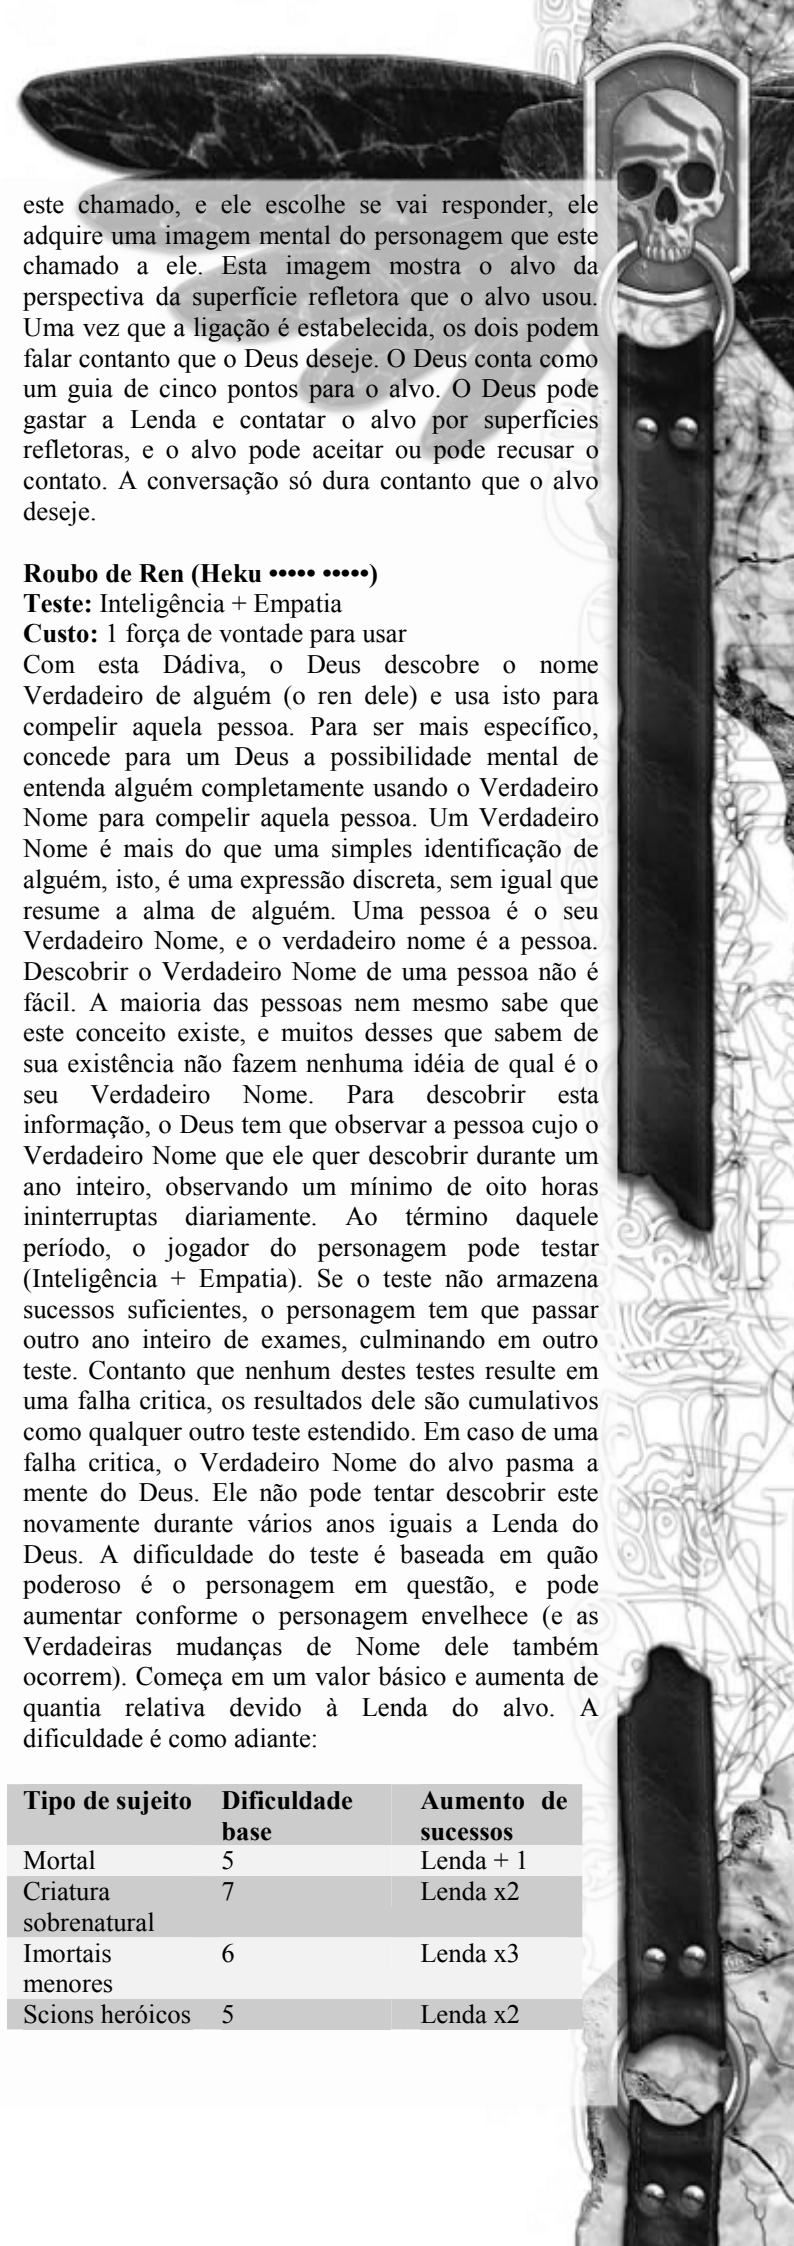 este chamado, e ele escolhe se vai responder, ele
adquire uma imagem mental do personagem que este
chamado a ele. Esta imagem mostra o alvo da
perspectiva da superfície refletora que o alvo usou.
Uma vez que a ligação é estabelecida, os dois podem
falar contanto que o Deus deseje. O Deus conta como
um guia de cinco pontos para o alvo. O Deus pode
gastar a Lenda e contatar o alvo por superfícies
refletoras, e o alvo pode aceitar ou pode recusar o
contato. A conversação só dura contanto que o alvo
deseje.
Roubo de Ren (Heku ••••• •••••)
Teste: Inteligência + Empatia
Custo: 1 força de vontade para usar
Com esta Dádiva, o Deus descobre o nome
Verdadeiro de alguém (o ren dele) e usa isto para
compelir aquela pessoa. Para ser mais específico,
concede para um Deus a possibilidade mental de
entenda alguém completamente usando o Verdadeiro
Nome para compelir aquela pessoa. Um Verdadeiro
Nome é mais do que uma simples identificação de
alguém, isto, é uma expressão discreta, sem igual que
resume a alma de alguém. Uma pessoa é o seu
Verdadeiro Nome, e o verdadeiro nome é a pessoa.
Descobrir o Verdadeiro Nome de uma pessoa não é
fácil. A maioria das pessoas nem mesmo sabe que
este conceito existe, e muitos desses que sabem de
sua existência não fazem nenhuma idéia de qual é o
seu Verdadeiro Nome. Para descobrir esta
informação, o Deus tem que observar a pessoa cujo o
Verdadeiro Nome que ele quer descobrir durante um
ano inteiro, observando um mínimo de oito horas
ininterruptas diariamente. Ao término daquele
período, o jogador do personagem pode testar
(Inteligência + Empatia). Se o teste não armazena
sucessos suficientes, o personagem tem que passar
outro ano inteiro de exames, culminando em outro
teste. Contanto que nenhum destes testes resulte em
uma falha critica, os resultados dele são cumulativos
como qualquer outro teste estendido. Em caso de uma
falha critica, o Verdadeiro Nome do alvo pasma a
mente do Deus. Ele não pode tentar descobrir este
novamente durante vários anos iguais a Lenda do
Deus. A dificuldade do teste é baseada em quão
poderoso é o personagem em questão, e pode
aumentar conforme o personagem envelhece (e as
Verdadeiras mudanças de Nome dele também
ocorrem). Começa em um valor básico e aumenta de
quantia relativa devido à Lenda do alvo. A
dificuldade é como adiante:
Tipo de sujeito Dificuldade base Aumento de sucessos
Mortal 5 Lenda + 1
Criatura sobrenatural 7 Lenda x2
Imortais menores 6 Lenda x3
Scions heróicos 5 Lenda x2